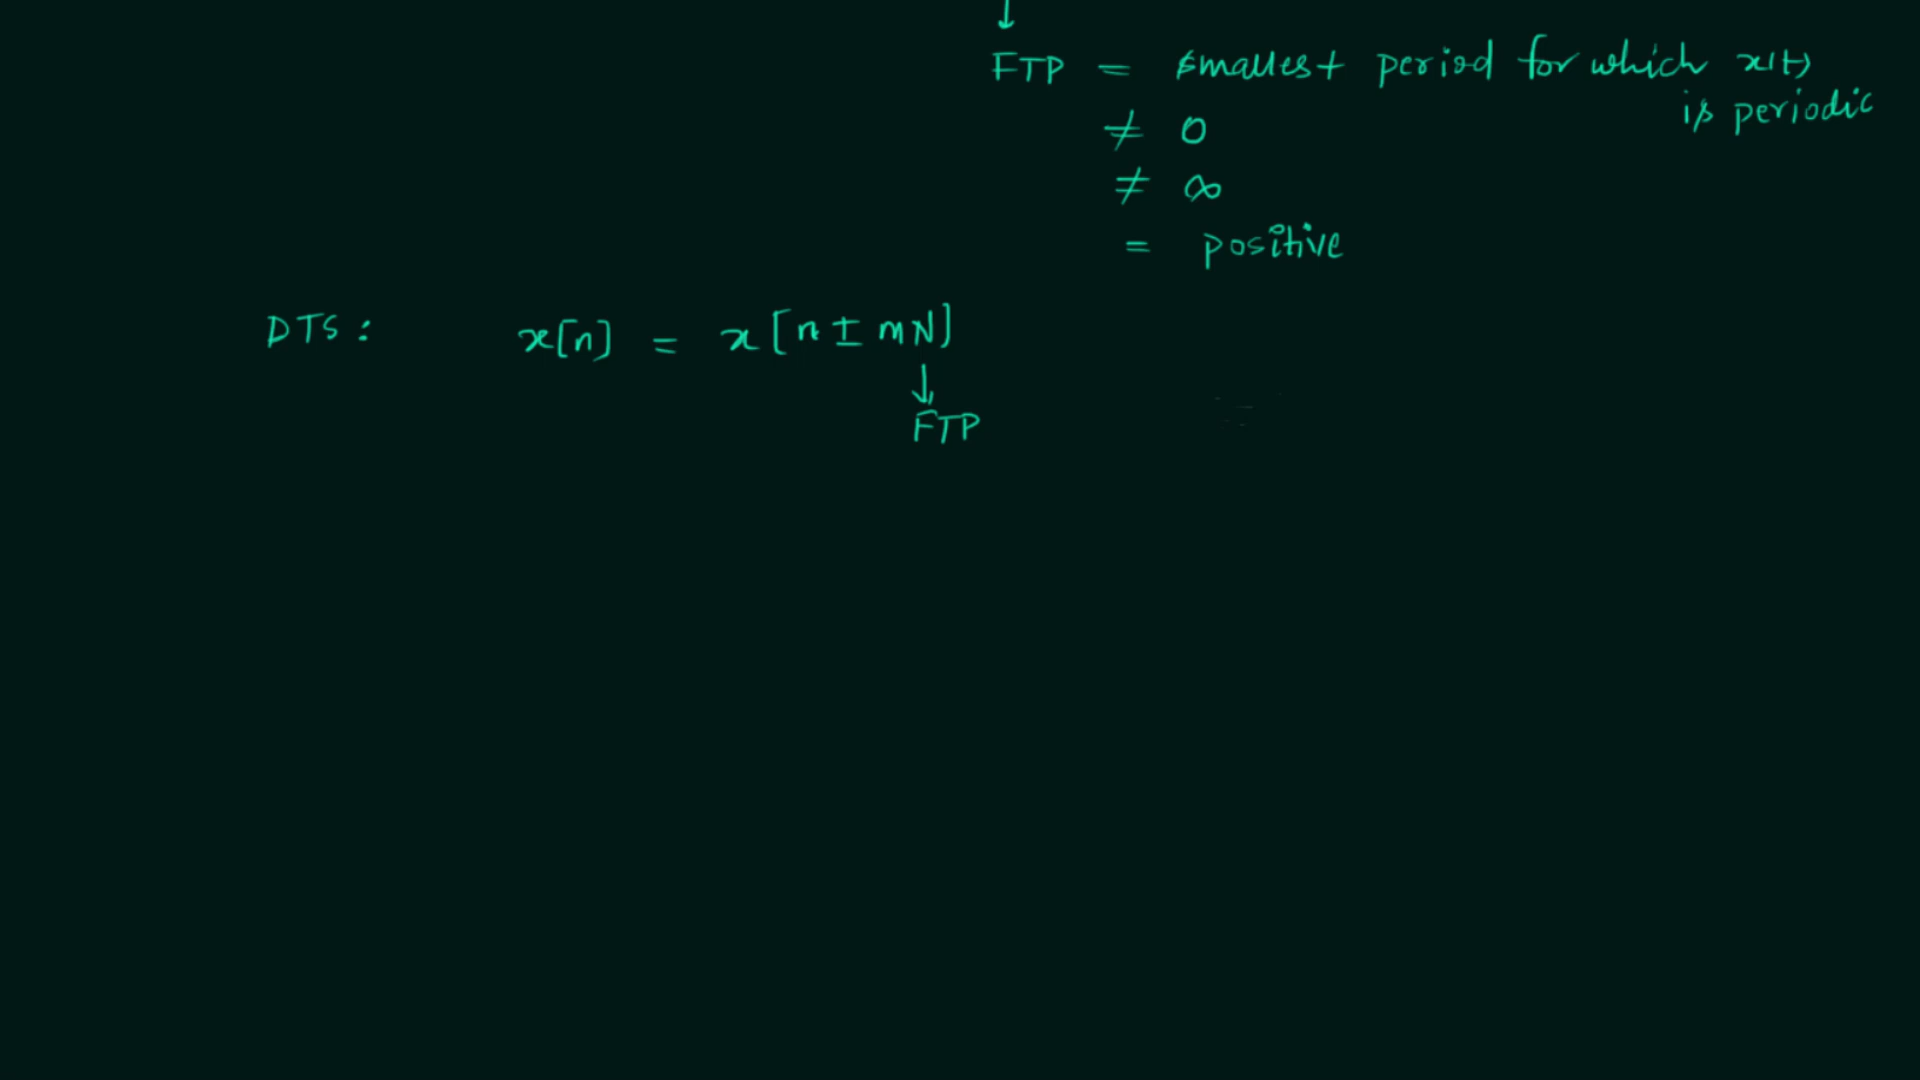 ↓
FTP = smallest period for which x(t)
is periodic
≠ 0
≠ ∞
= positive
DTS : x[n] = x[n ± mN]
↓
FTP